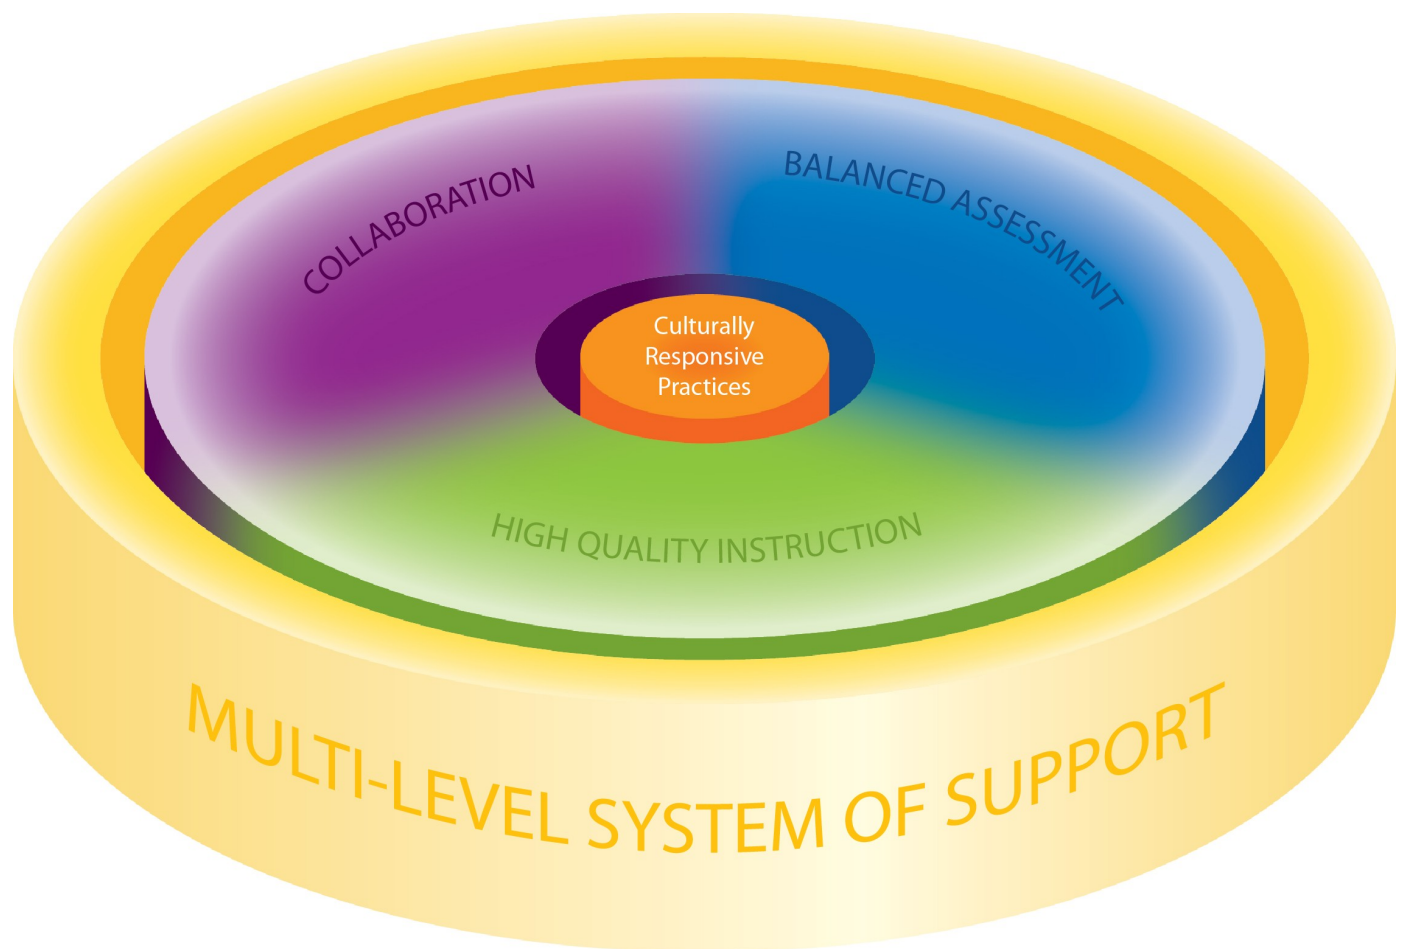 COLLABORATION
BALANCED ASSESSMENT
Culturally
Responsive
Practices
HIGH QUALITY INSTRUCTION
MULTI-LEVEL SYSTEM OF SUPPORT